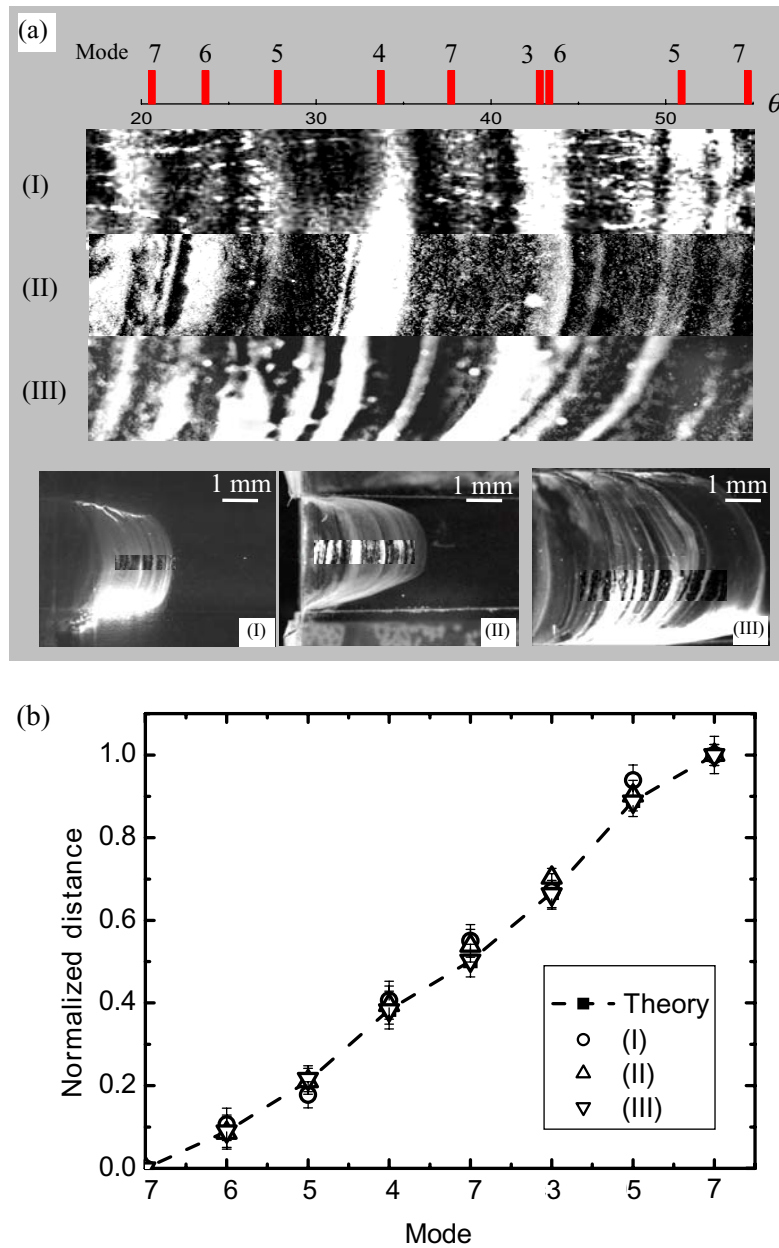 (a)
Mode 7 6 5 4 7 3 6 5 7
20 30 40 50 θ
(I)
(II)
(III)
1 mm 1 mm 1 mm
(I) (II) (III)
(b)
Normalized distance
1.0
0.8
0.6
0.4
0.2
0.0
Theory
(I)
(II)
(III)
7 6 5 4 7 3 5 7
Mode